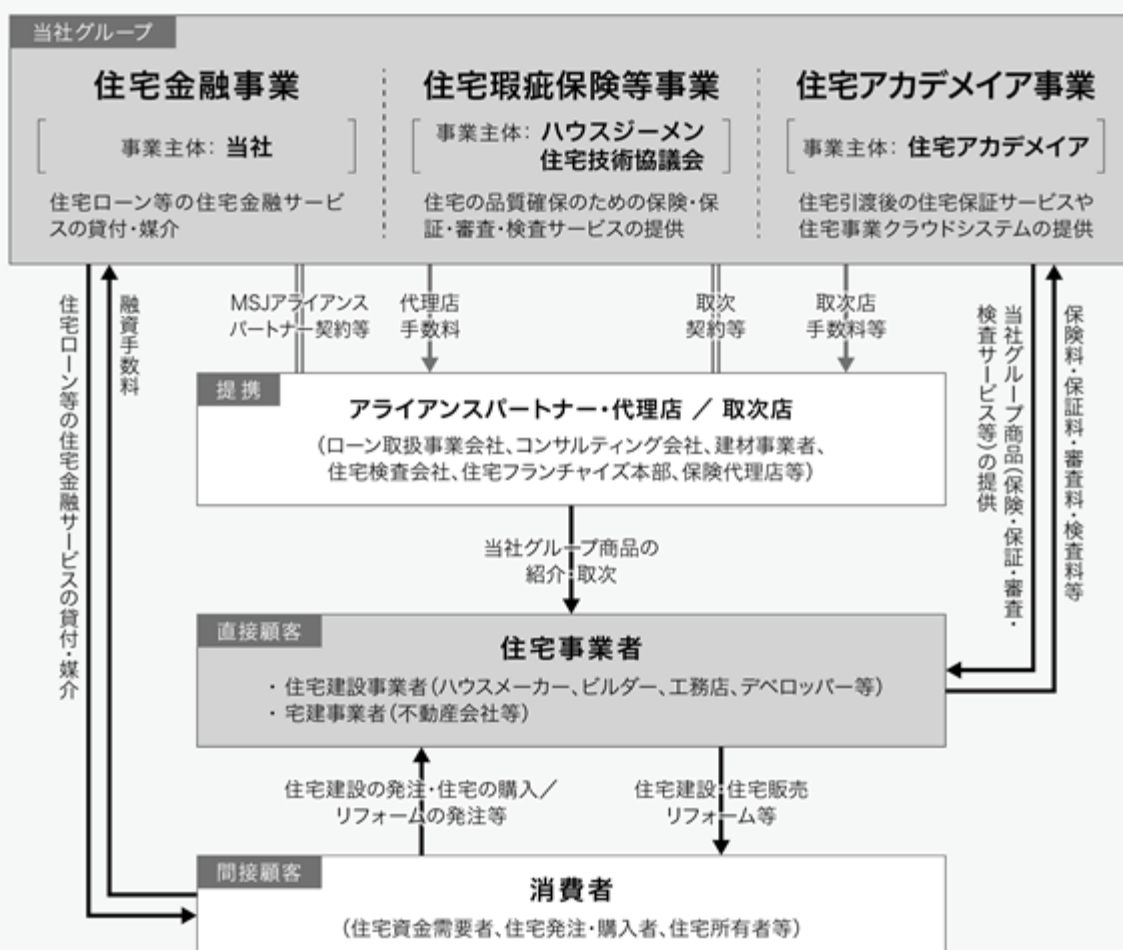 当社グループ
住宅金融事業
事業主体: 当社
住宅ローン等の住宅金融サービ
スの貸付・媒介
住宅瑕疵保険等事業
事業主体: ハウスジーメン
住宅技術協議会
住宅の品質確保のための保険・保
証・審査・検査サービスの提供
住宅アカデメイア事業
事業主体: 住宅アカデメイア
住宅引渡後の住宅保証サービスや
住宅事業クラウドシステムの提供
住宅ローン等の住宅金融サービスの貸付・媒介
融資手数料
MSJアライアンス
パートナー契約等
代理店
手数料
取次
契約等
取次店
手数料等
当社グループ商品(保険・保証・審査・
検査サービス等)の提供
保険料・保証料・審査料・検査料等
提携
アライアンスパートナー・代理店 / 取次店
(ローン取扱事業会社、コンサルティング会社、建材事業者、
住宅検査会社、住宅フランチャイズ本部、保険代理店等)
当社グループ商品の
紹介・取次
直接顧客
住宅事業者
・ 住宅建設事業者(ハウスメーカー、ビルダー、工務店、デベロッパー等)
・ 宅建事業者(不動産会社等)
住宅建設の発注・住宅の購入/
リフォームの発注等
住宅建設・住宅販売
リフォーム等
間接顧客
消費者
(住宅資金需要者、住宅発注・購入者、住宅所有者等)